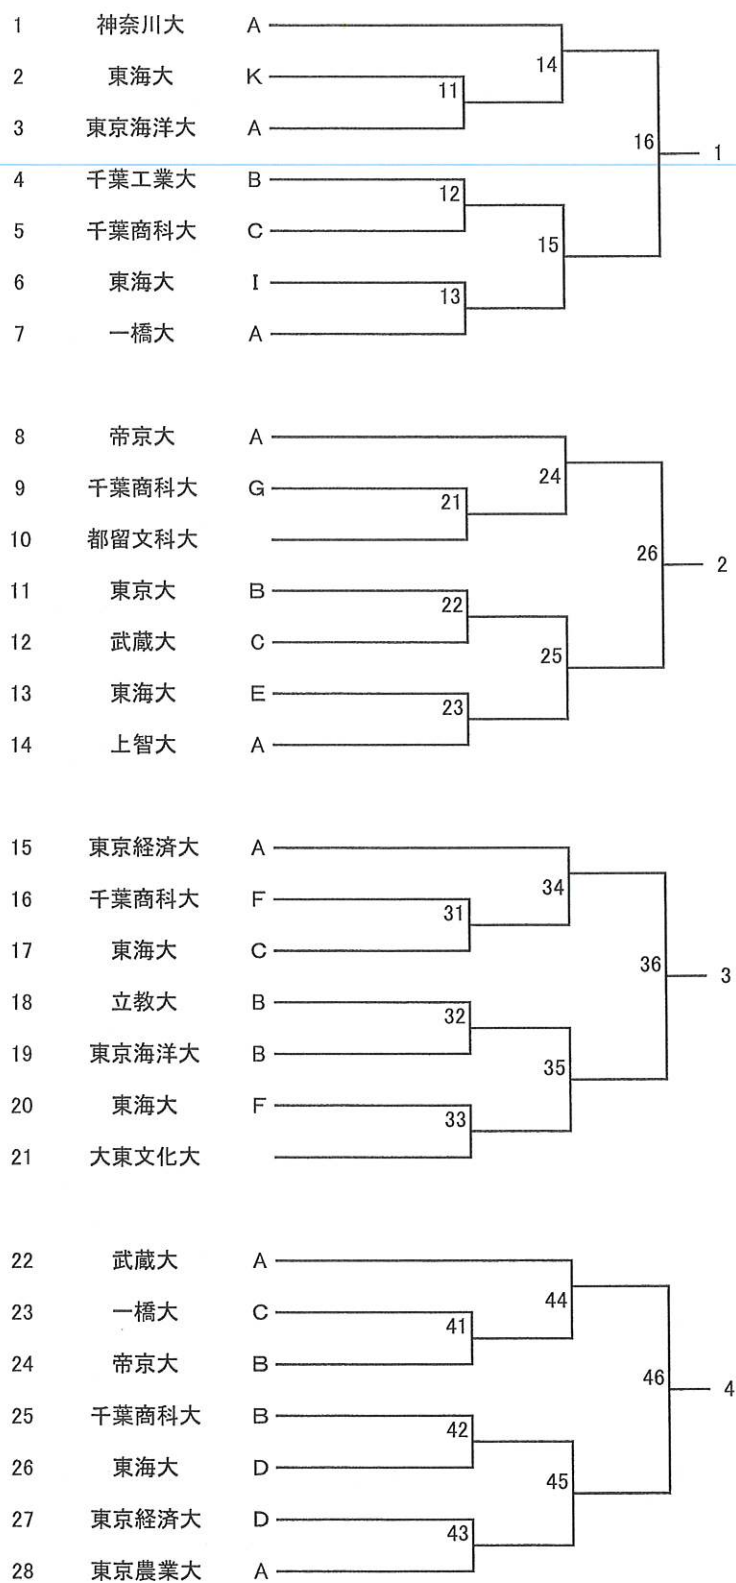 1 神奈川大 A
14
2 東海大 K
11
3 東京海洋大 A
16 1
4 千葉工業大 B
12
5 千葉商科大 C
15
6 東海大 I
13
7 一橋大 A
8 帝京大 A
24
9 千葉商科大 G
21
10 都留文科大
26 2
11 東京大 B
22
12 武蔵大 C
25
13 東海大 E
23
14 上智大 A
15 東京経済大 A
34
16 千葉商科大 F
31
17 東海大 C
36 3
18 立教大 B
32
19 東京海洋大 B
35
20 東海大 F
33
21 大東文化大
22 武蔵大 A
44
23 一橋大 C
41
24 帝京大 B
46 4
25 千葉商科大 B
42
26 東海大 D
45
27 東京経済大 D
43
28 東京農業大 A